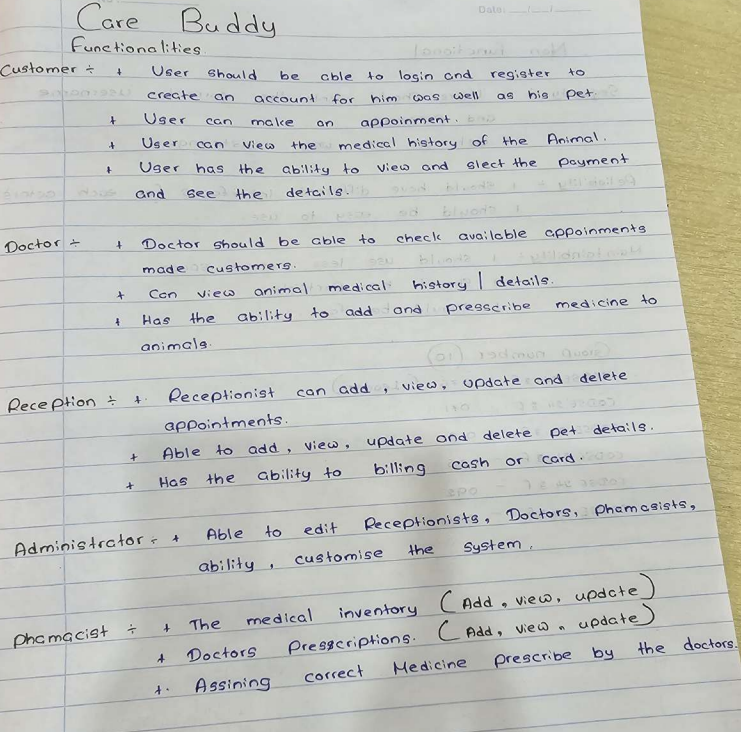 Date:
Care Buddy
Functionalities
Customer ÷ + User should be able to login and register to
create an account for him was well as his pet
+ User can make an appoinment.
+ User can view the medical history of the Animal.
+ User has the ability to view and slect the payment
and see the details.
Doctor ÷ + Doctor should be able to check available appoinments
made customers.
+ Can view animal medical history / details.
+ Has the ability to add and presscribe medicine to
animals.
Reception ÷ +. Receptionist can add, view, update and delete
appointments.
+ Able to add, view, update and delete pet details.
+ Has the ability to billing cash or card.
Administrator ÷ + Able to edit Receptionists, Doctors, Phamasists,
ability, customise the system.
Phamacist ÷ + The medical inventory (Add, view, update)
+ Doctors Presscriptions. (Add, view, update)
+. Assining correct Medicine prescribe by the doctors.